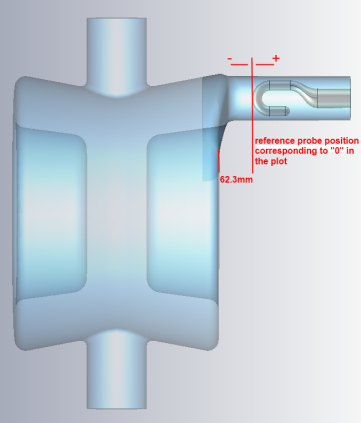 - +
reference probe position
corresponding to "0" in
the plot
62.3mm